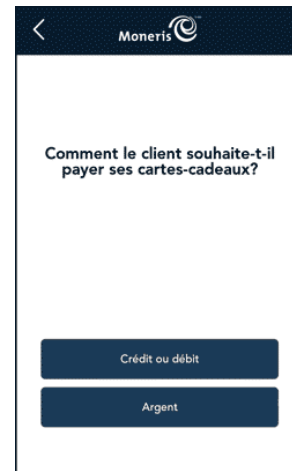 Moneris
Comment le client souhaite-t-il
payer ses cartes-cadeaux?
Crédit ou débit
Argent